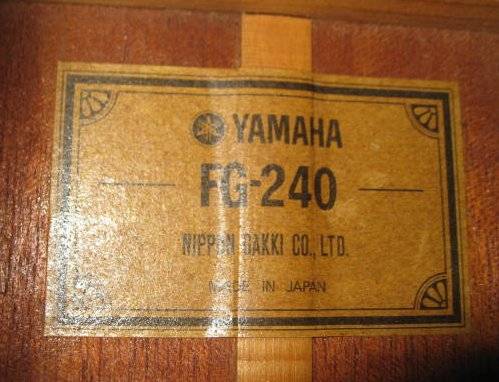 YAMAHA
FG-240
NIPPON GAKKI CO., LTD.
MADE IN JAPAN